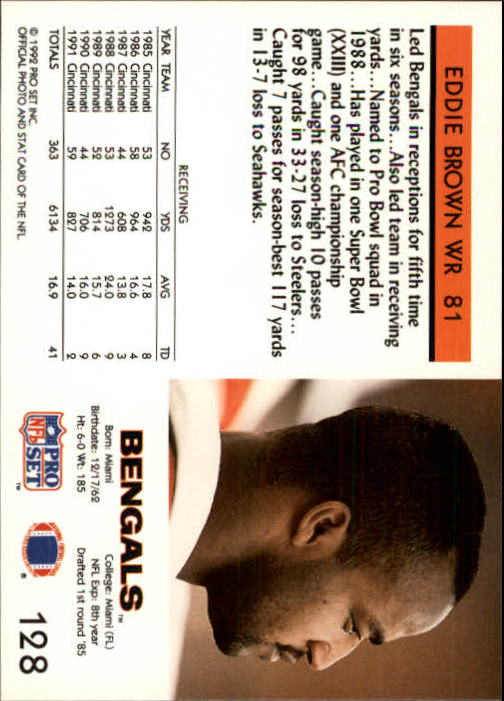 EDDIE BROWN WR 81
Led Bengals in receptions for fifth time
in six seasons...Also led team in receiving
yards...Named to Pro Bowl squad in
1988...Has played in one Super Bowl
(XXIII) and one AFC championship
game...Caught season-high 10 passes
for 98 yards in 33-27 loss to Steelers...
Caught 7 passes for season-best 117 yards
in 13-7 loss to Seahawks.
RECEIVING
YEAR TEAM NO YDS AVG TD
1985 Cincinnati 53 942 17.8 8
1986 Cincinnati 58 964 16.6 4
1987 Cincinnati 44 608 13.8 3
1988 Cincinnati 53 1273 24.0 9
1989 Cincinnati 52 814 15.7 6
1990 Cincinnati 44 706 16.0 9
1991 Cincinnati 59 827 14.0 2
TOTALS 363 6134 16.9 41
© 1992 PRO SET INC.
OFFICIAL PHOTO AND STAT CARD OF THE NFL
BENGALS™
Born: Miami College: Miami (FL)
Birthdate: 12/17/62 NFL Exp: 8th year
Ht: 6-0 Wt: 185 Drafted 1st round '85
NFL PRO SET™
®
128